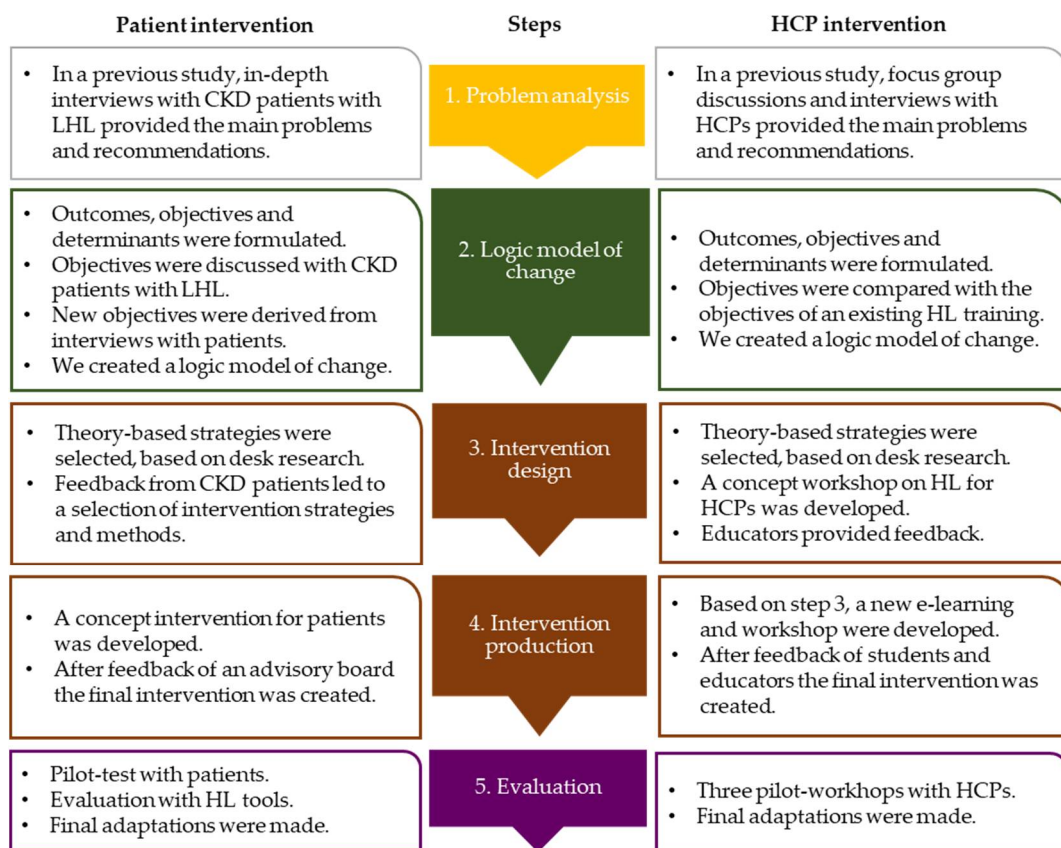 Patient intervention
Steps
HCP intervention
• In a previous study, in-depth
interviews with CKD patients with
LHL provided the main problems
and recommendations.
1. Problem analysis
• In a previous study, focus group
discussions and interviews with
HCPs provided the main problems
and recommendations.
• Outcomes, objectives and
determinants were formulated.
• Objectives were discussed with CKD
patients with LHL.
• New objectives were derived from
interviews with patients.
• We created a logic model of change.
2. Logic model of
change
• Outcomes, objectives and
determinants were formulated.
• Objectives were compared with the
objectives of an existing HL training.
• We created a logic model of change.
• Theory-based strategies were
selected, based on desk research.
• Feedback from CKD patients led to
a selection of intervention strategies
and methods.
3. Intervention
design
• Theory-based strategies were
selected, based on desk research.
• A concept workshop on HL for
HCPs was developed.
• Educators provided feedback.
• A concept intervention for patients
was developed.
• After feedback of an advisory board
the final intervention was created.
4. Intervention
production
• Based on step 3, a new e-learning
and workshop were developed.
• After feedback of students and
educators the final intervention was
created.
• Pilot-test with patients.
• Evaluation with HL tools.
• Final adaptations were made.
5. Evaluation
• Three pilot-workhops with HCPs.
• Final adaptations were made.